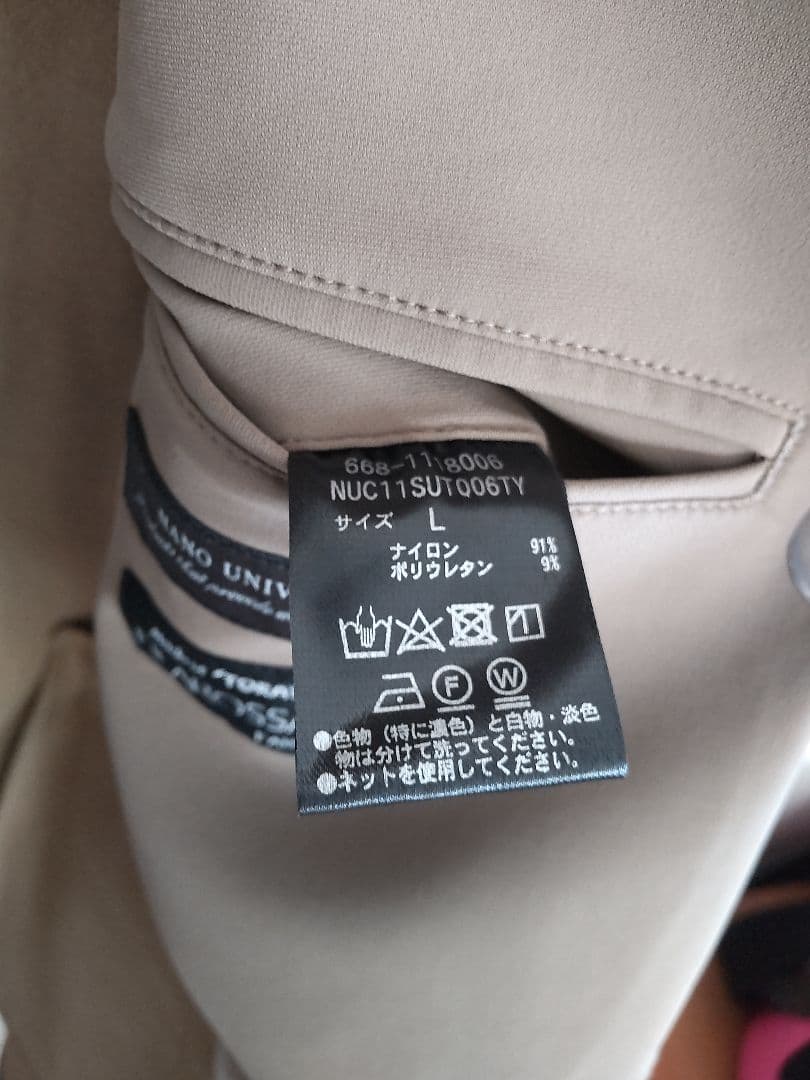 668-1118006
NUC11SUT006TY
サイズ L
ナイロン 91%
ポリウレタン 9%
F W
●色物（特に濃色）と白物・淡色
物は分けて洗ってください。
●ネットを使用してください。
NANO UNIV